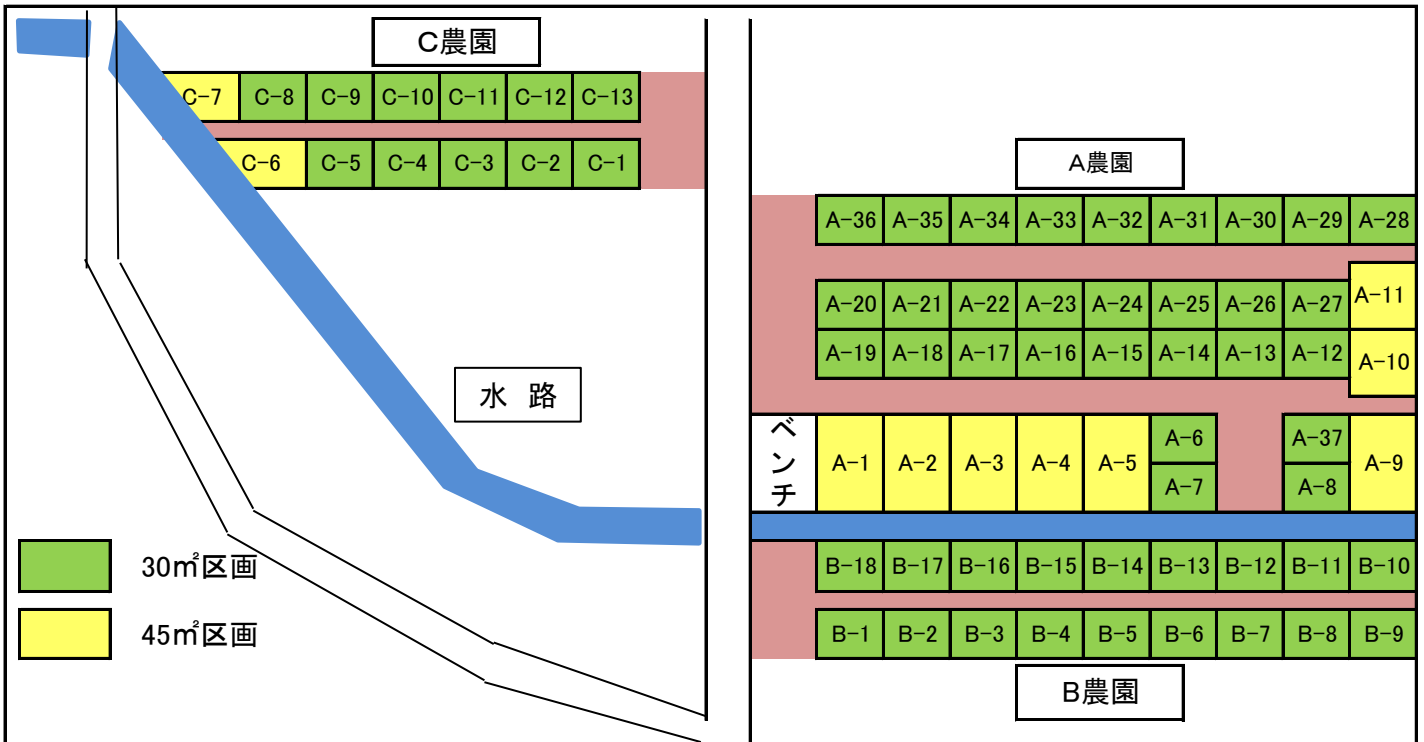 C農園
C-7 C-8 C-9 C-10 C-11 C-12 C-13
C-6 C-5 C-4 C-3 C-2 C-1
A農園
A-36 A-35 A-34 A-33 A-32 A-31 A-30 A-29 A-28
A-11
A-20 A-21 A-22 A-23 A-24 A-25 A-26 A-27
A-19 A-18 A-17 A-16 A-15 A-14 A-13 A-12
A-10
水 路
ベンチ
A-1 A-2 A-3 A-4 A-5
A-6
A-7
A-37
A-8
A-9
B-18 B-17 B-16 B-15 B-14 B-13 B-12 B-11 B-10
B-1 B-2 B-3 B-4 B-5 B-6 B-7 B-8 B-9
B農園
30㎡区画
45㎡区画